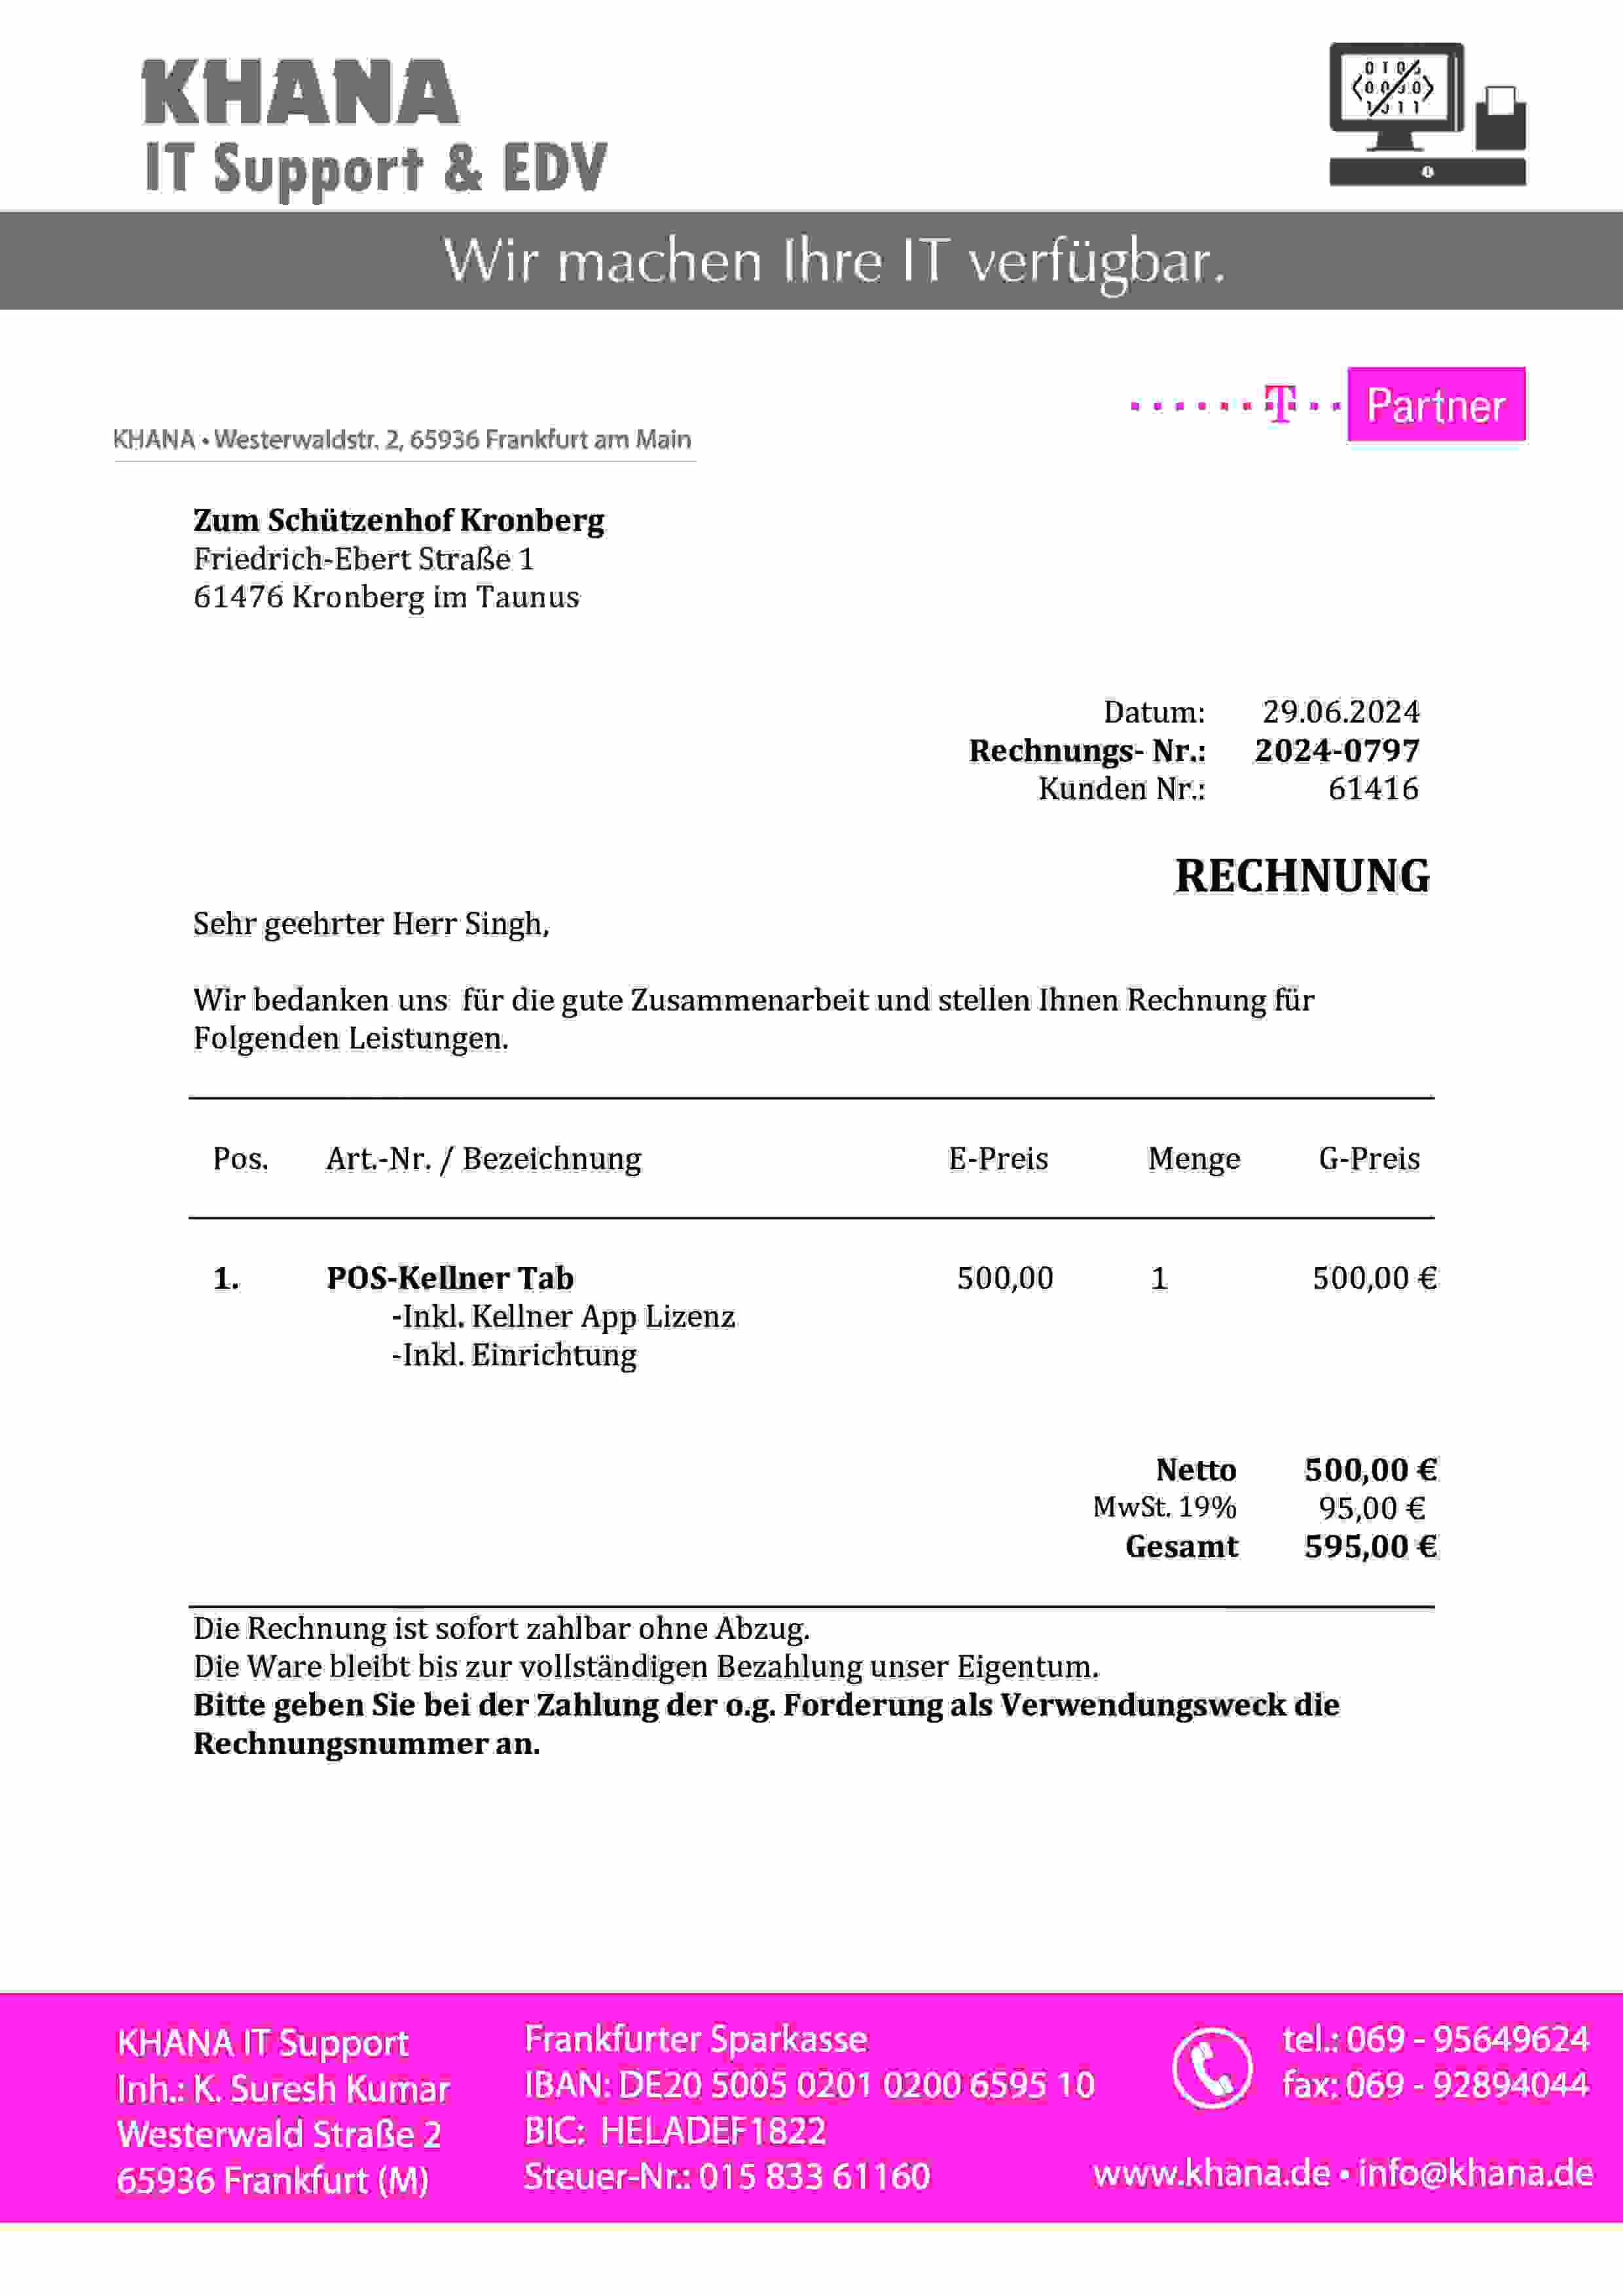 KHANA
IT Support & EDV
Wir machen Ihre IT verfügbar.
T Partner
KHANA • Westerwaldstr. 2, 65936 Frankfurt am Main
Zum Schützenhof Kronberg
Friedrich-Ebert Straße 1
61476 Kronberg im Taunus
Datum: 29.06.2024
Rechnungs- Nr.: 2024-0797
Kunden Nr.: 61416
RECHNUNG
Sehr geehrter Herr Singh,
Wir bedanken uns für die gute Zusammenarbeit und stellen Ihnen Rechnung für
Folgenden Leistungen.
Pos. Art.-Nr. / Bezeichnung E-Preis Menge G-Preis
1. POS-Kellner Tab 500,00 1 500,00 €
-Inkl. Kellner App Lizenz
-Inkl. Einrichtung
Netto 500,00 €
MwSt. 19% 95,00 €
Gesamt 595,00 €
Die Rechnung ist sofort zahlbar ohne Abzug.
Die Ware bleibt bis zur vollständigen Bezahlung unser Eigentum.
Bitte geben Sie bei der Zahlung der o.g. Forderung als Verwendungsweck die
Rechnungsnummer an.
KHANA IT Support
Inh.: K. Suresh Kumar
Westerwald Straße 2
65936 Frankfurt (M)
Frankfurter Sparkasse
IBAN: DE20 5005 0201 0200 6595 10
BIC: HELADEF1822
Steuer-Nr.: 015 833 61160
tel.: 069 - 95649624
fax: 069 - 92894044
www.khana.de • info@khana.de